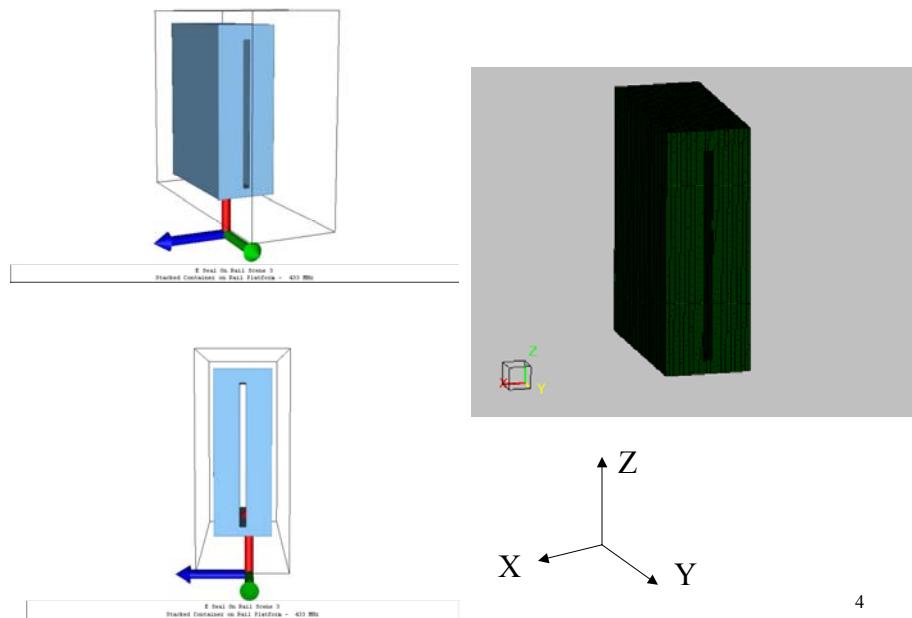 E Seal On Rail Scene 3
Stacked Container on Rail Platform - 433 MHz
Z
X
Y
E Seal On Rail Scene 3
Stacked Container on Rail Platform - 433 MHz
Z
X
Y
4